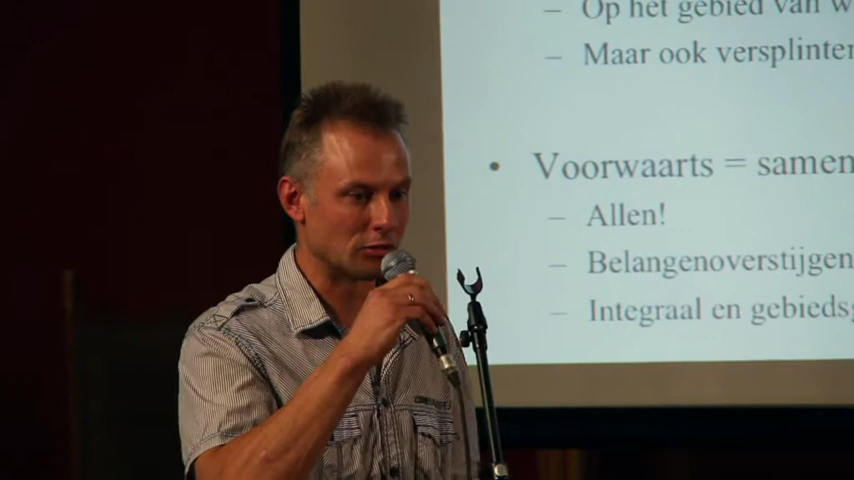 – Op het gebied van
– Maar ook versplinter
• Voorwaarts = samen
– Allen!
– Belangenoverstijgen
– Integraal en gebieds